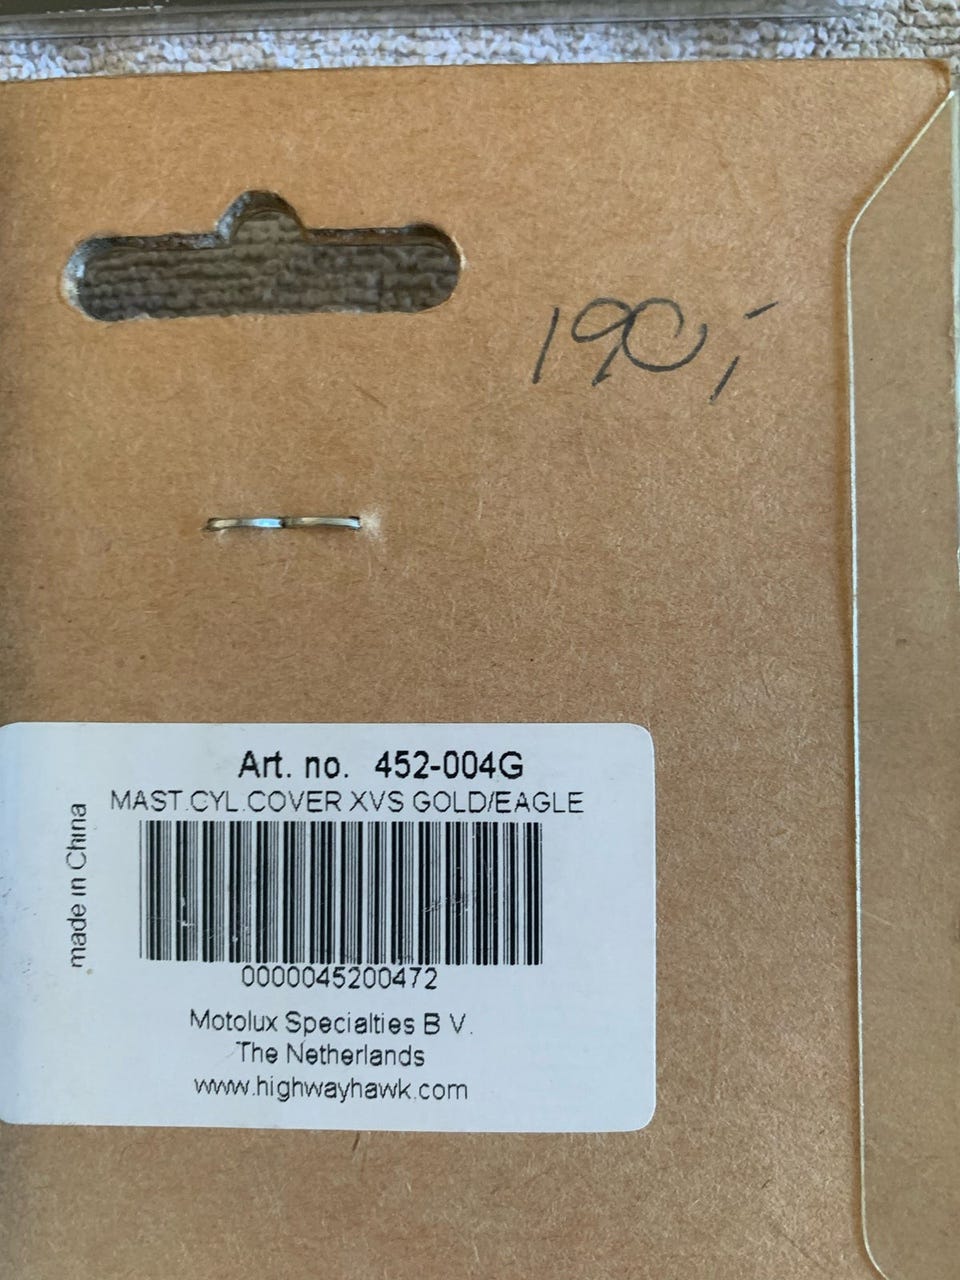 190,-
Art. no. 452-004G
MAST.CYL.COVER XVS GOLD/EAGLE
made in China
0000045200472
Motolux Specialties B V.
The Netherlands
www.highwayhawk.com